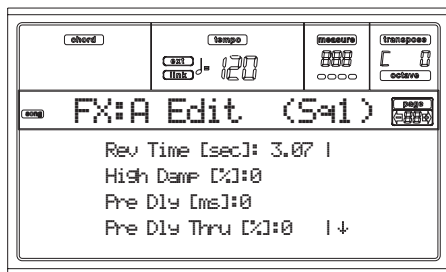 chord tempo measure transpose
ext link ♩= 120 888 C 0
octave
song FX:A Edit (Sq1) page
Rev Time [sec]: 3.07 |
High Damp [%]:0
Pre Dly [ms]:0
Pre Dly Thru [%]:0 |↓